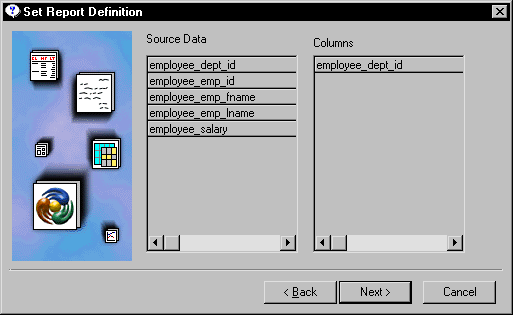 Set Report Definition
Source Data
employee_dept_id
employee_emp_id
employee_emp_fname
employee_emp_lname
employee_salary
Columns
employee_dept_id
< Back
Next >
Cancel